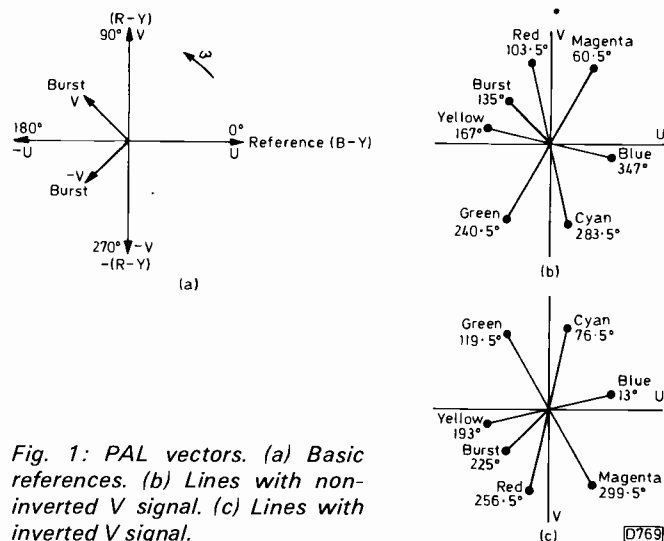 (R–Y)
90° V
ω
Burst
V
180°
–U
0°
U
Reference (B–Y)
–V
Burst
270° –V
–(R–Y)
(a)
V
Red
103·5°
Magenta
60·5°
Burst
135°
Yellow
167°
U
Blue
347°
Green
240·5°
Cyan
283·5°
(b)
Green
119·5°
Cyan
76·5°
Blue
13°
U
Yellow
193°
Burst
225°
Red
256·5°
Magenta
299·5°
V
(c)
D769
Fig. 1: PAL vectors. (a) Basic
references. (b) Lines with non-
inverted V signal. (c) Lines with
inverted V signal.